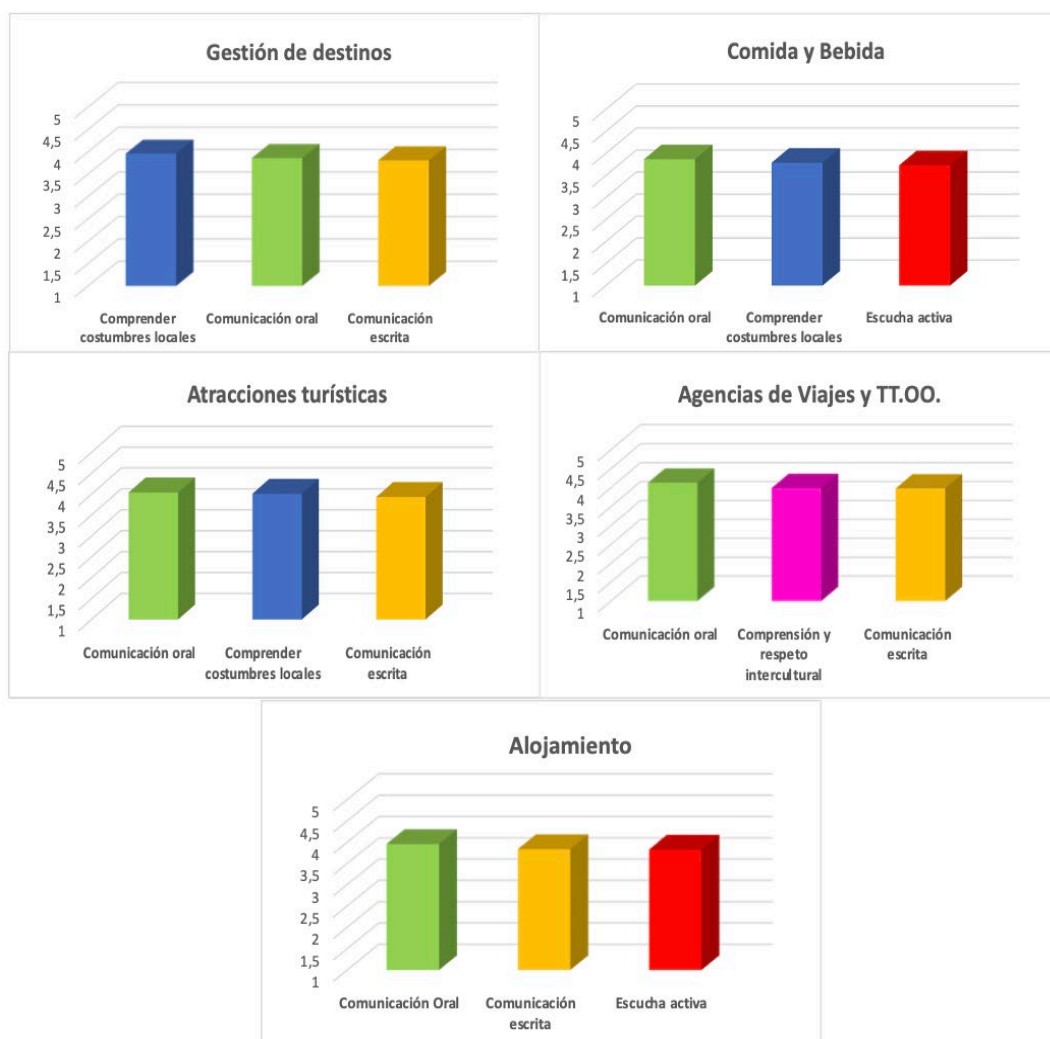 Gestión de destinos
5
4,5
4
3,5
3
2,5
2
1,5
1
Comprender
costumbres locales
Comunicación oral
Comunicación
escrita
Comida y Bebida
5
4,5
4
3,5
3
2,5
2
1,5
1
Comunicación oral
Comprender
costumbres locales
Escucha activa
Atracciones turísticas
5
4,5
4
3,5
3
2,5
2
1,5
1
Comunicación oral
Comprender
costumbres locales
Comunicación
escrita
Agencias de Viajes y TT.OO.
5
4,5
4
3,5
3
2,5
2
1,5
1
Comunicación oral
Comprensión y
respeto
intercultural
Comunicación
escrita
Alojamiento
5
4,5
4
3,5
3
2,5
2
1,5
1
Comunicación Oral
Comunicación
escrita
Escucha activa